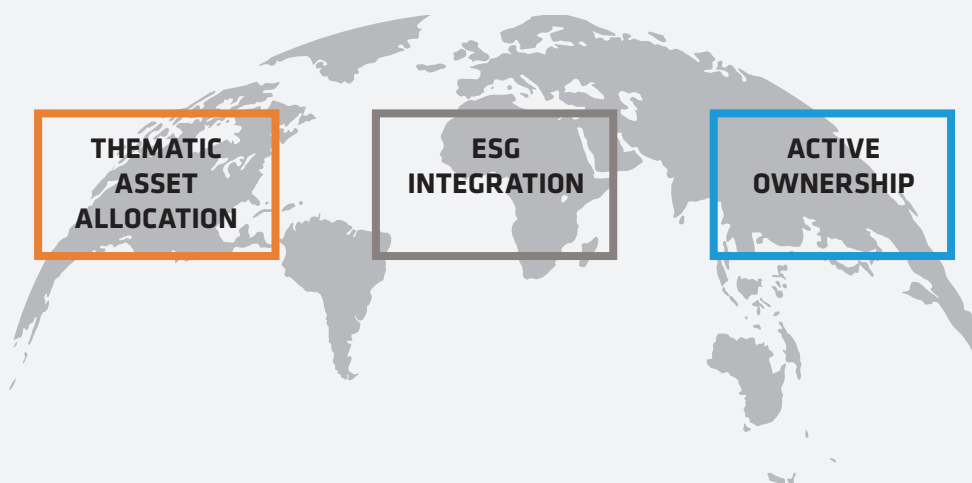 THEMATIC
ASSET
ALLOCATION
ESG
INTEGRATION
ACTIVE
OWNERSHIP